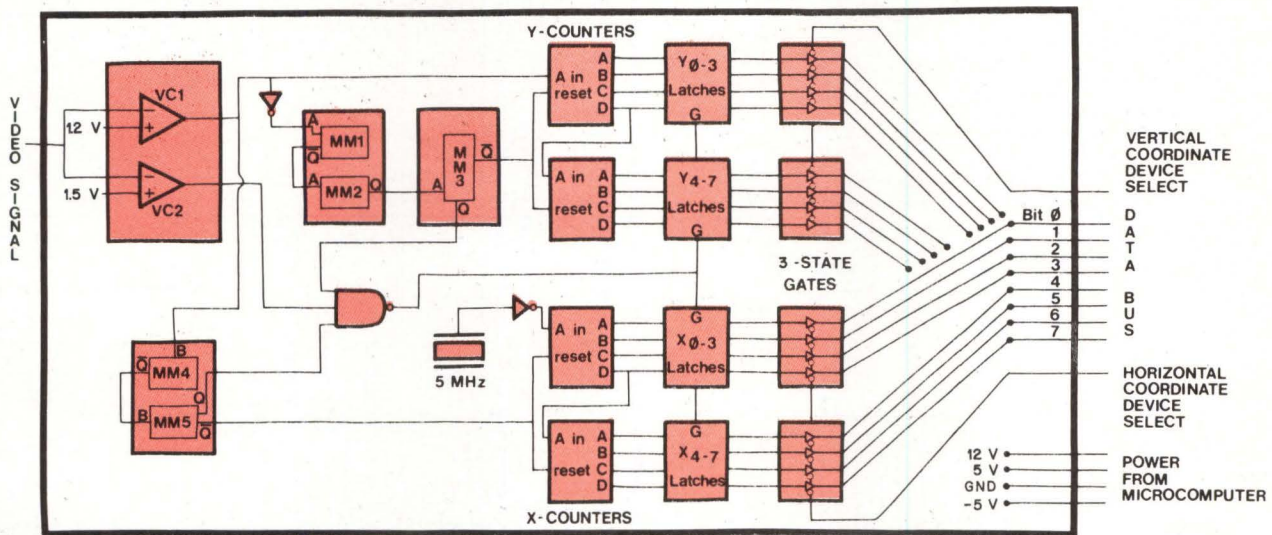 VIDEO SIGNAL
1.2 V
1.5 V
VC1
VC2
− +
− +
A
MM1
Q̅
A
MM2
Q
A
MM3
Q̅
Q
B
Q̅
MM4
Q
B
MM5
Q̅
5 MHz
Y-COUNTERS
A in
reset
A
B
C
D
Y0-3
Latches
G
A in
reset
A
B
C
D
Y4-7
Latches
G
3-STATE
GATES
A in
reset
A
B
C
D
G
X0-3
Latches
A in
reset
A
B
C
D
G
X4-7
Latches
X-COUNTERS
VERTICAL
COORDINATE
DEVICE
SELECT
Bit 0
1
2
3
4
5
6
7
DATA BUS
HORIZONTAL
COORDINATE
DEVICE
SELECT
12 V
5 V
GND
-5 V
POWER
FROM
MICROCOMPUTER